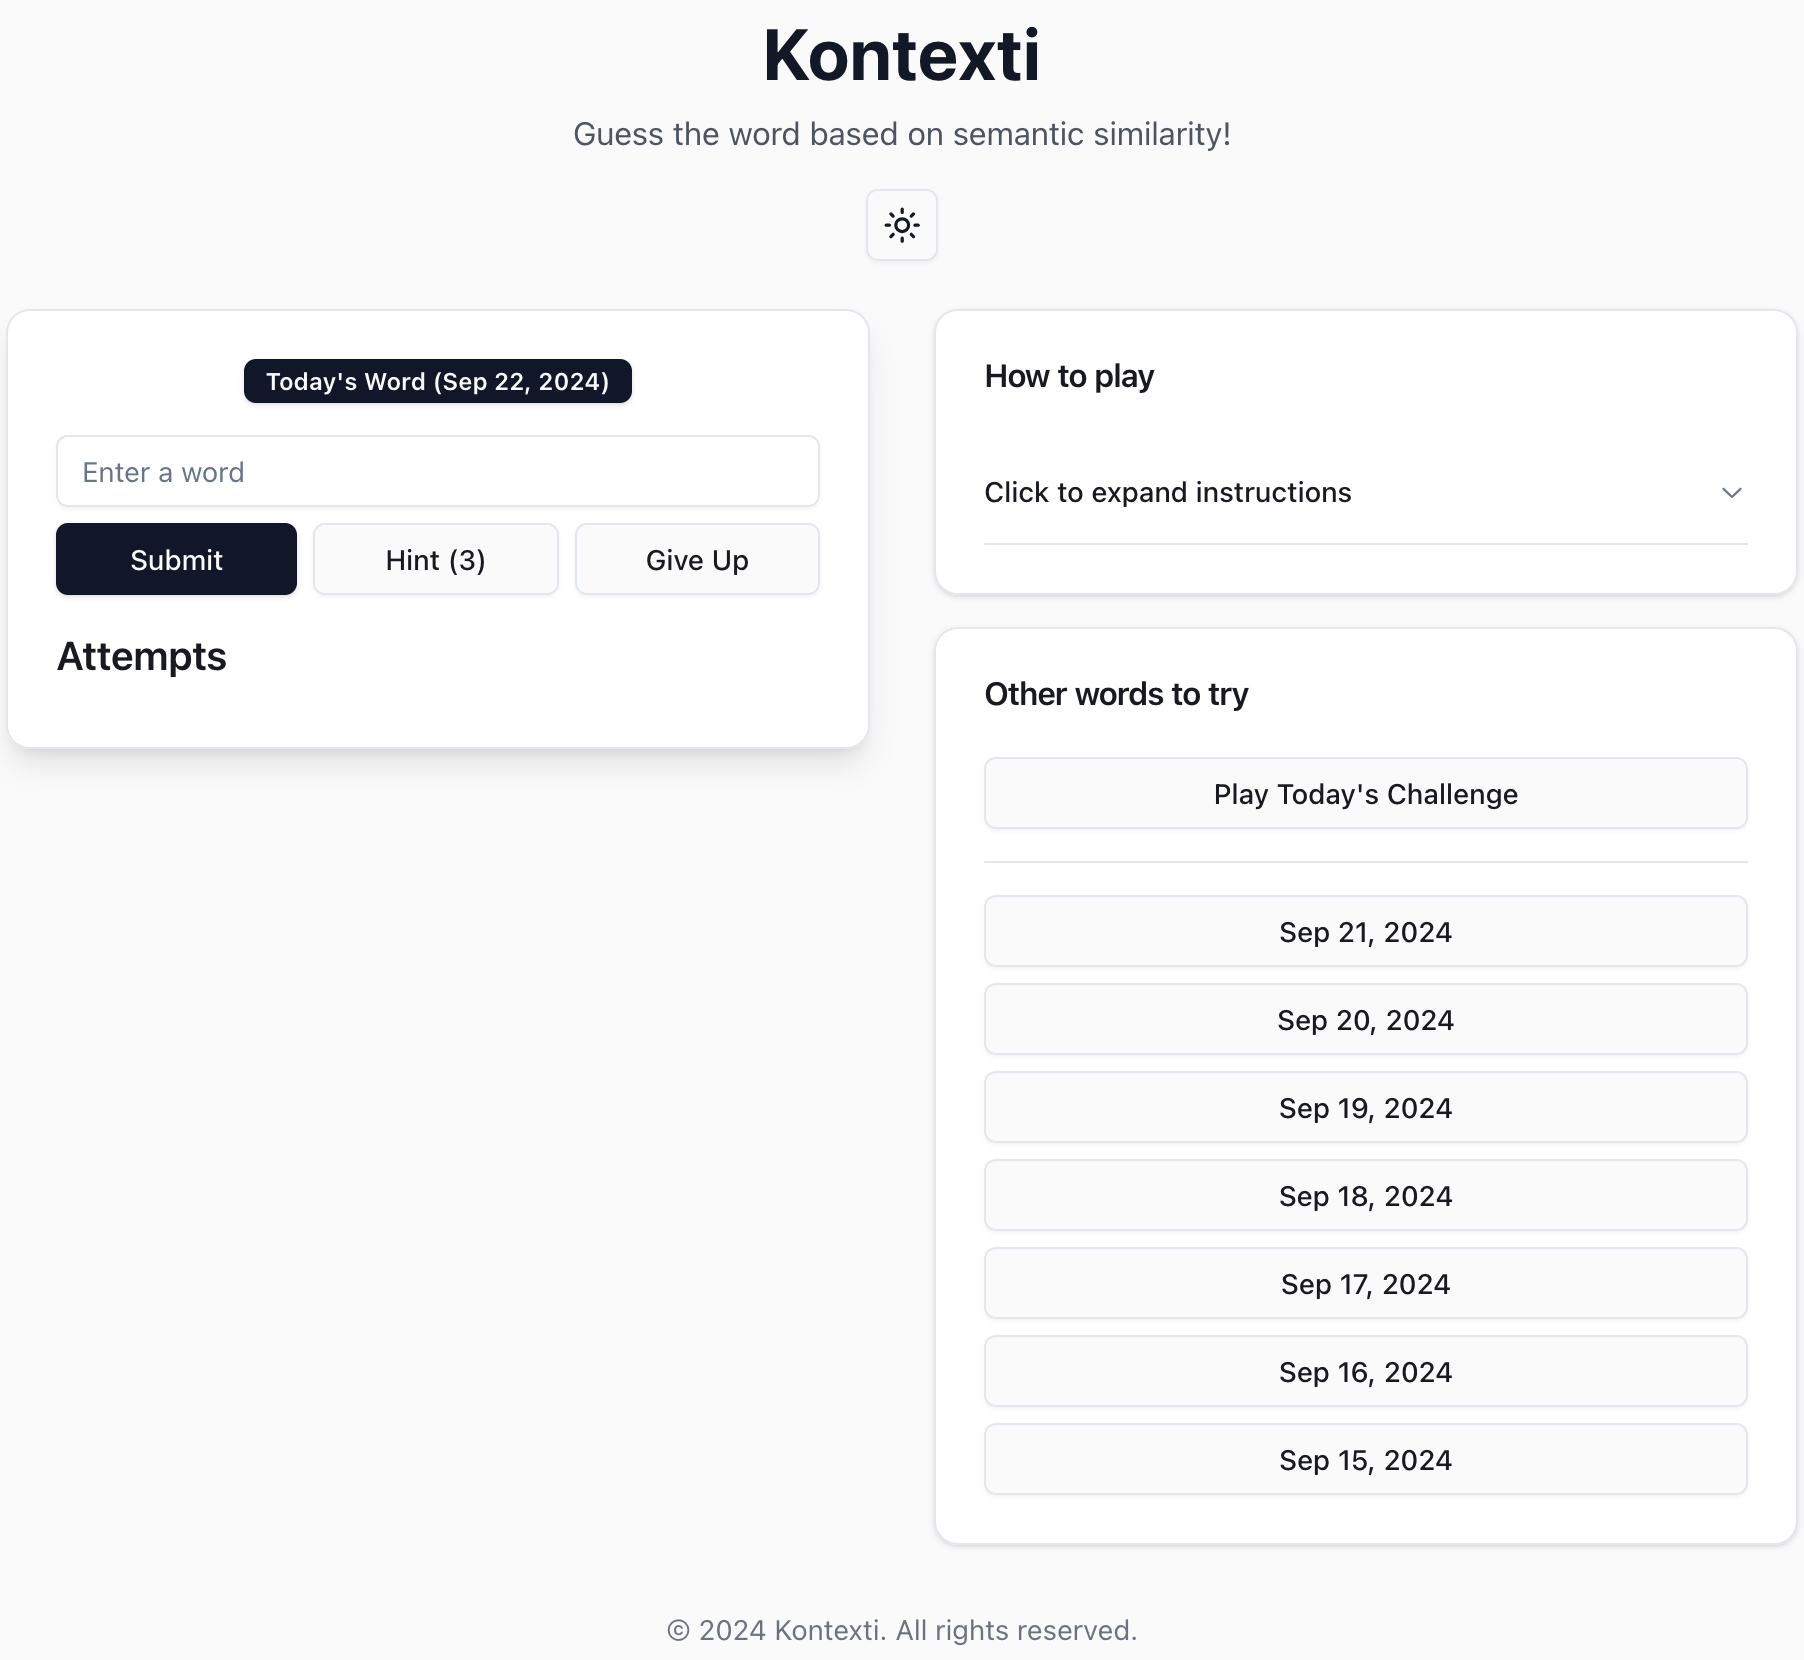 Kontexti
Guess the word based on semantic similarity!
Today's Word (Sep 22, 2024)
Enter a word
Submit
Hint (3)
Give Up
Attempts
How to play
Click to expand instructions
Other words to try
Play Today's Challenge
Sep 21, 2024
Sep 20, 2024
Sep 19, 2024
Sep 18, 2024
Sep 17, 2024
Sep 16, 2024
Sep 15, 2024
© 2024 Kontexti. All rights reserved.